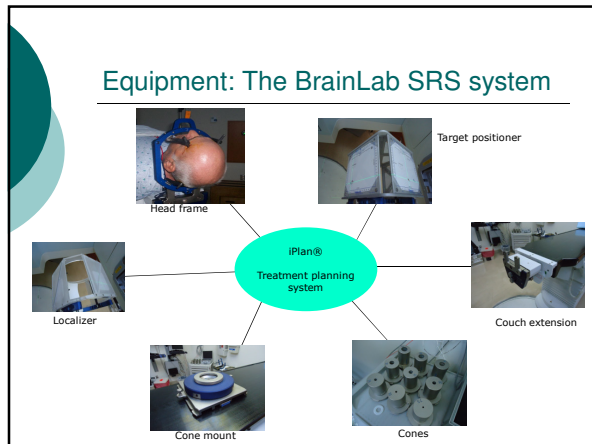 Equipment: The BrainLab SRS system
Target positioner
Head frame
iPlan®
Treatment planning
system
Localizer
Couch extension
Cone mount
Cones